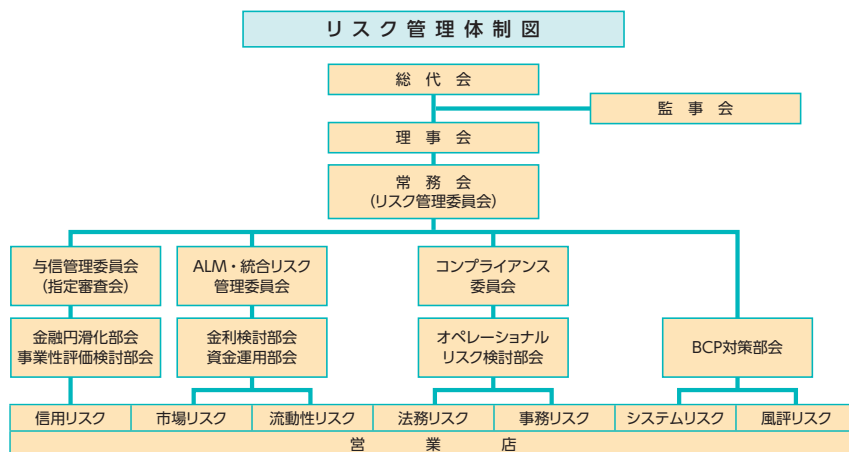 リスク管理体制図
総代会
監事会
理事会
常務会
(リスク管理委員会)
与信管理委員会
(指定審査会)
ALM・統合リスク
管理委員会
コンプライアンス
委員会
金融円滑化部会
事業性評価検討部会
金利検討部会
資金運用部会
オペレーショナル
リスク検討部会
BCP対策部会
信用リスク
市場リスク
流動性リスク
法務リスク
事務リスク
システムリスク
風評リスク
営業店